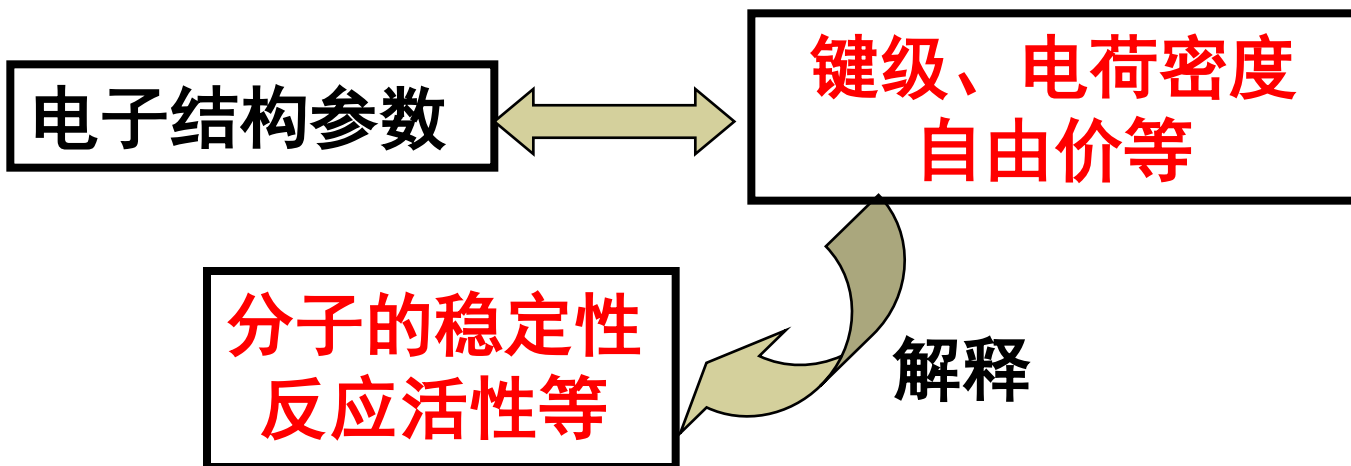 电子结构参数
键级、电荷密度
自由价等
分子的稳定性
反应活性等
解释